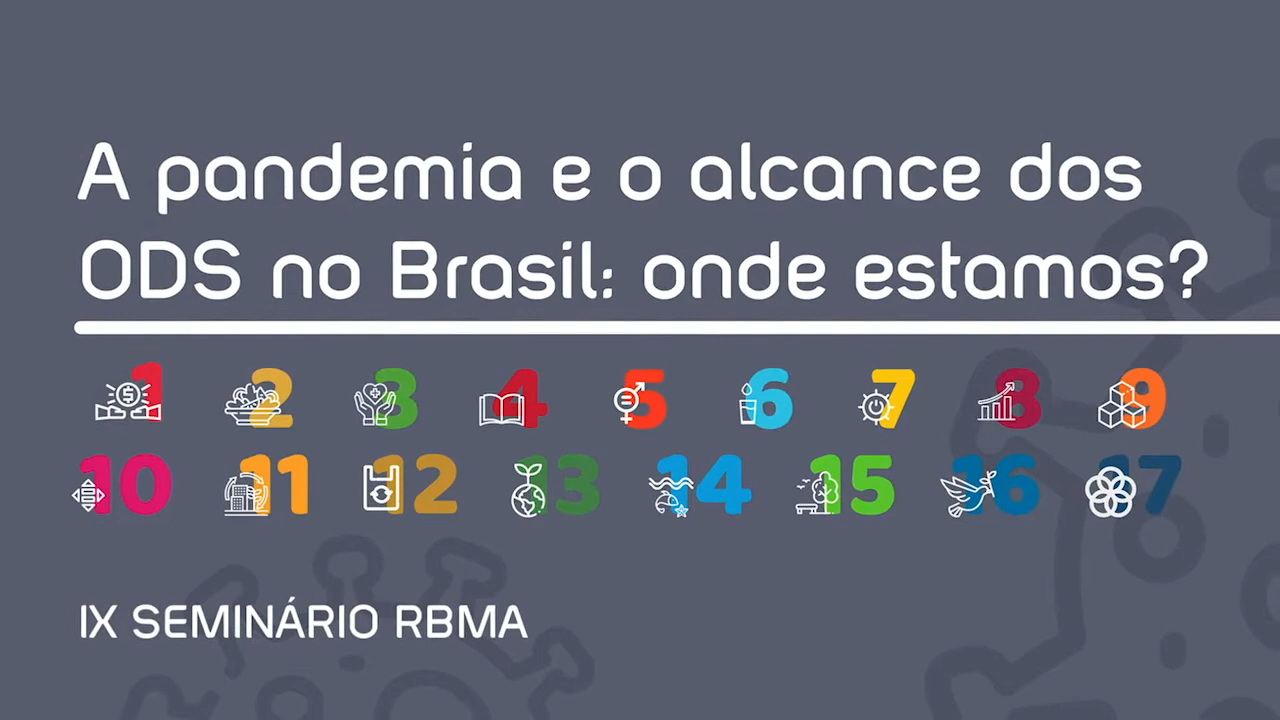 A pandemia e o alcance dos
ODS no Brasil: onde estamos?
1 2 3 4 5 6 7 8 9
10 11 12 13 14 15 16 17
IX SEMINÁRIO RBMA